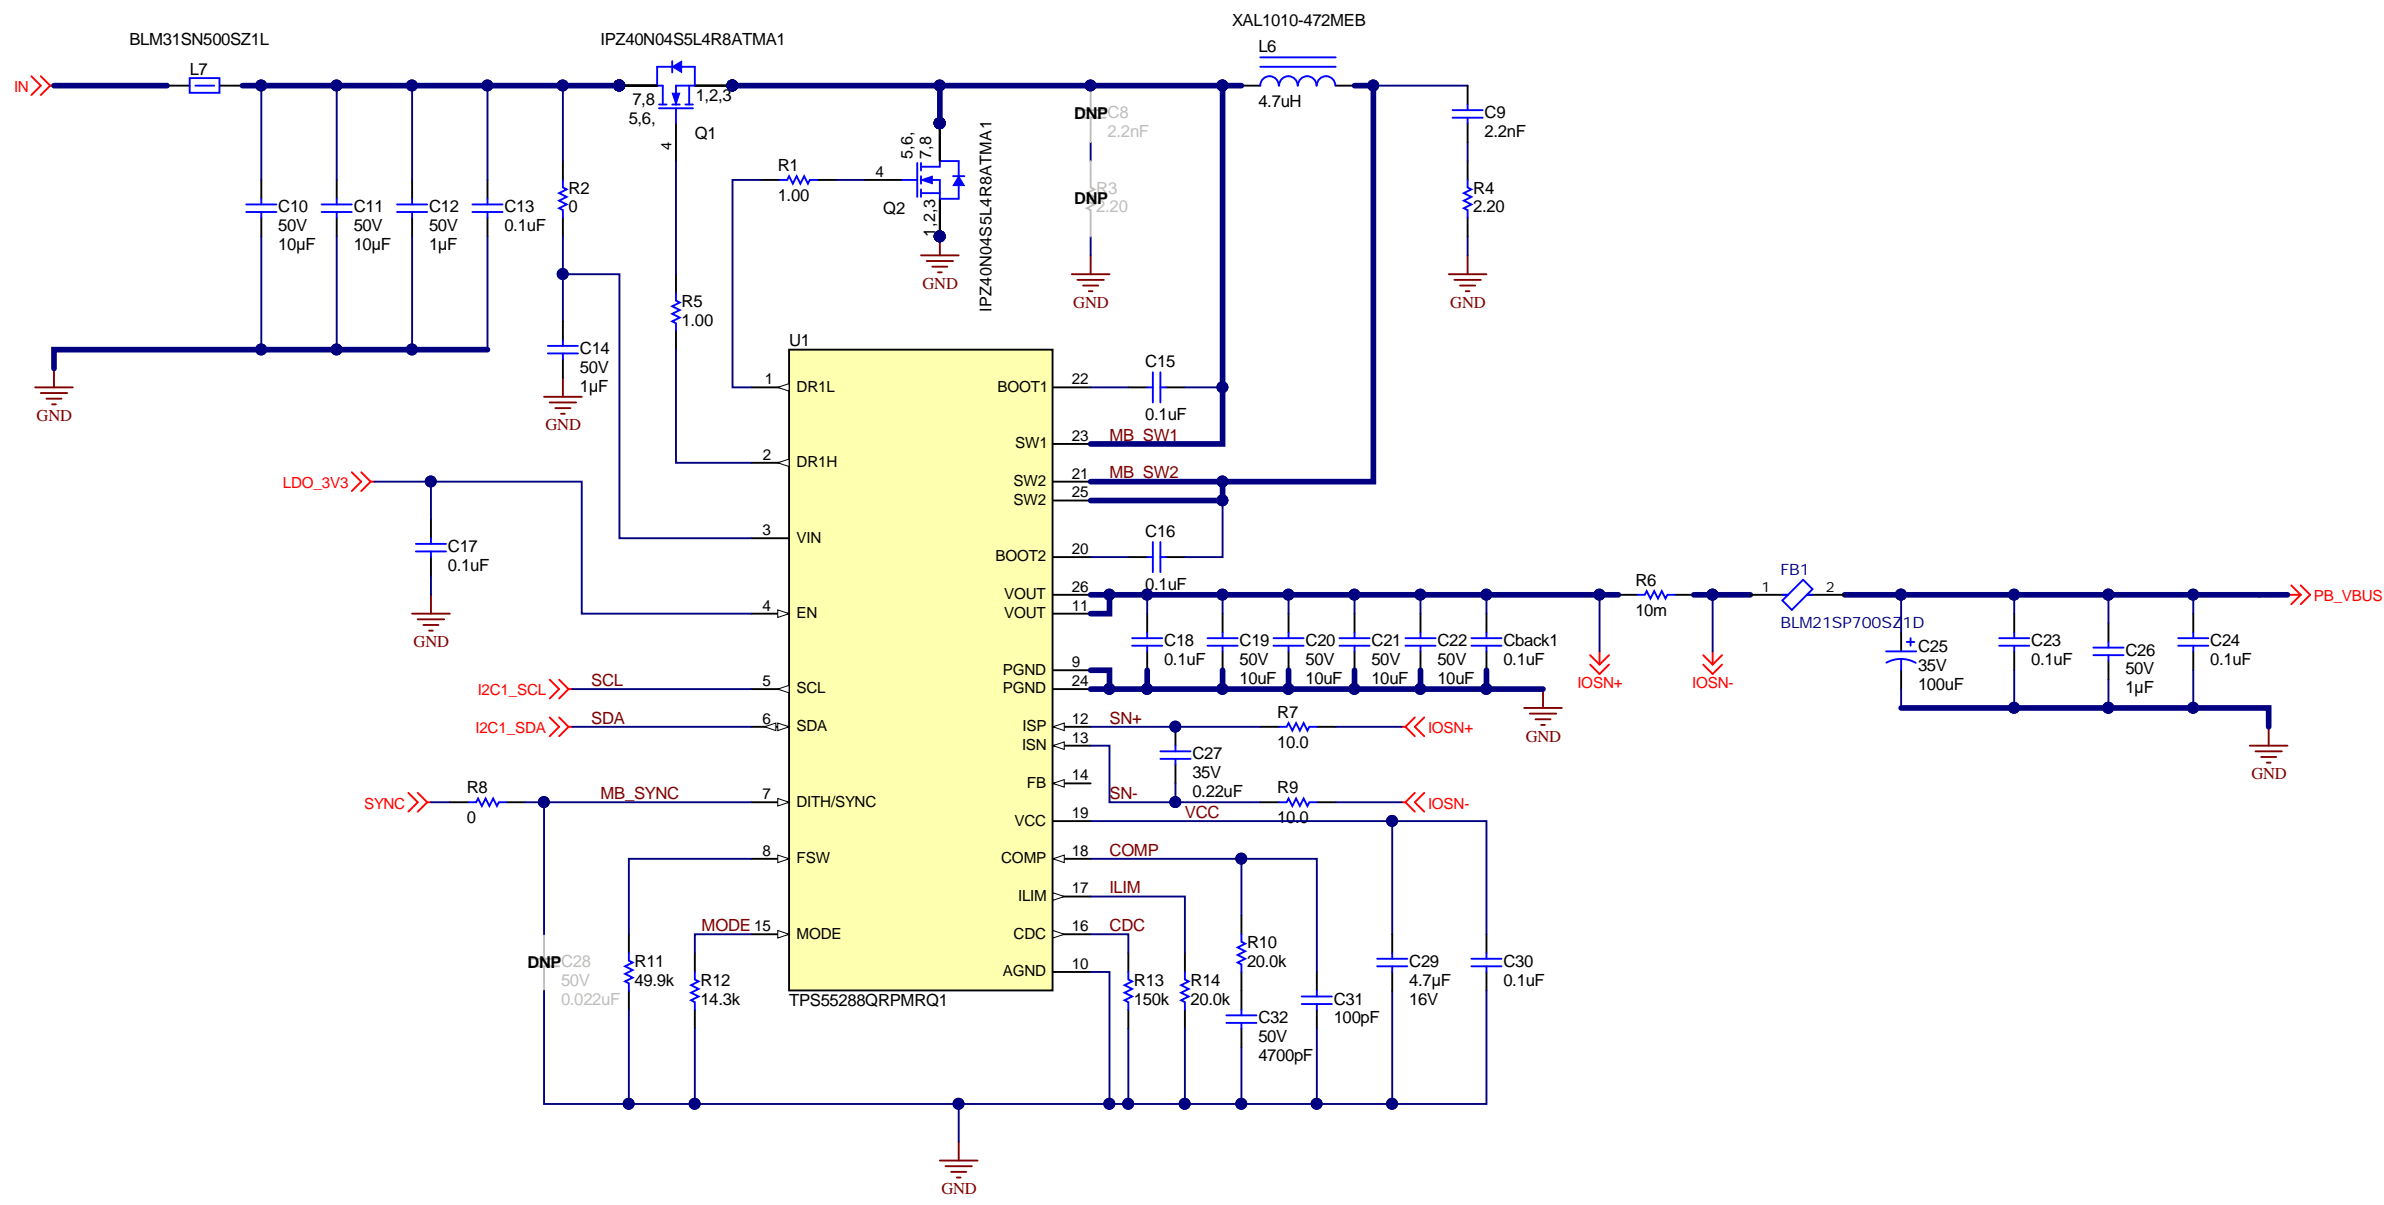 XAL1010-472MEB
BLM31SN500SZ1L
IPZ40N04S5L4R8ATMA1
L6
4.7uH
IN
L7
7,8
5,6,
1,2,3
4
Q1
DNP
C8
2.2nF
C9
2.2nF
R1
1.00
4
5,6,
7,8
Q2
1,2,3
IPZ40N04S5L4R8ATMA1
GND
DNP
R3
2.20
GND
R4
2.20
GND
C10
50V
10µF
C11
50V
10µF
C12
50V
1µF
C13
0.1uF
R2
0
GND
C14
50V
1µF
GND
R5
1.00
U1
1
DR1L
2
DR1H
3
VIN
4
EN
5
SCL
6
SDA
7
DITH/SYNC
8
FSW
15
MODE
BOOT1
22
SW1
23
SW2
21
SW2
25
BOOT2
20
VOUT
26
VOUT
11
PGND
9
PGND
24
ISP
12
ISN
13
FB
14
VCC
19
COMP
18
ILIM
17
CDC
16
AGND
10
TPS55288QRPMRQ1
C15
0.1uF
MB_SW1
MB_SW2
C16
0.1uF
LDO_3V3
C17
0.1uF
GND
I2C1_SCL
SCL
I2C1_SDA
SDA
SYNC
R8
0
MB_SYNC
MODE
DNP
C28
50V
0.022uF
R11
49.9k
R12
14.3k
C18
0.1uF
C19
50V
10uF
C20
50V
10uF
C21
50V
10uF
C22
50V
10uF
Cback1
0.1uF
GND
R6
10m
IOSN+
IOSN-
FB1
1
2
BLM21SP700SZ1D
PB_VBUS
+
C25
35V
100uF
C23
0.1uF
C26
50V
1µF
C24
0.1uF
GND
SN+
R7
10.0
IOSN+
C27
35V
0.22uF
SN-
R9
10.0
IOSN-
VCC
COMP
ILIM
CDC
R13
150k
R14
20.0k
R10
20.0k
C32
50V
4700pF
C31
100pF
C29
4.7µF
16V
C30
0.1uF
GND